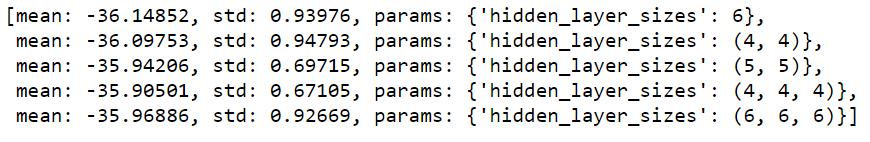 [mean: -36.14852, std: 0.93976, params: {'hidden_layer_sizes': 6},
mean: -36.09753, std: 0.94793, params: {'hidden_layer_sizes': (4, 4)},
mean: -35.94206, std: 0.69715, params: {'hidden_layer_sizes': (5, 5)},
mean: -35.90501, std: 0.67105, params: {'hidden_layer_sizes': (4, 4, 4)},
mean: -35.96886, std: 0.92669, params: {'hidden_layer_sizes': (6, 6, 6)}]